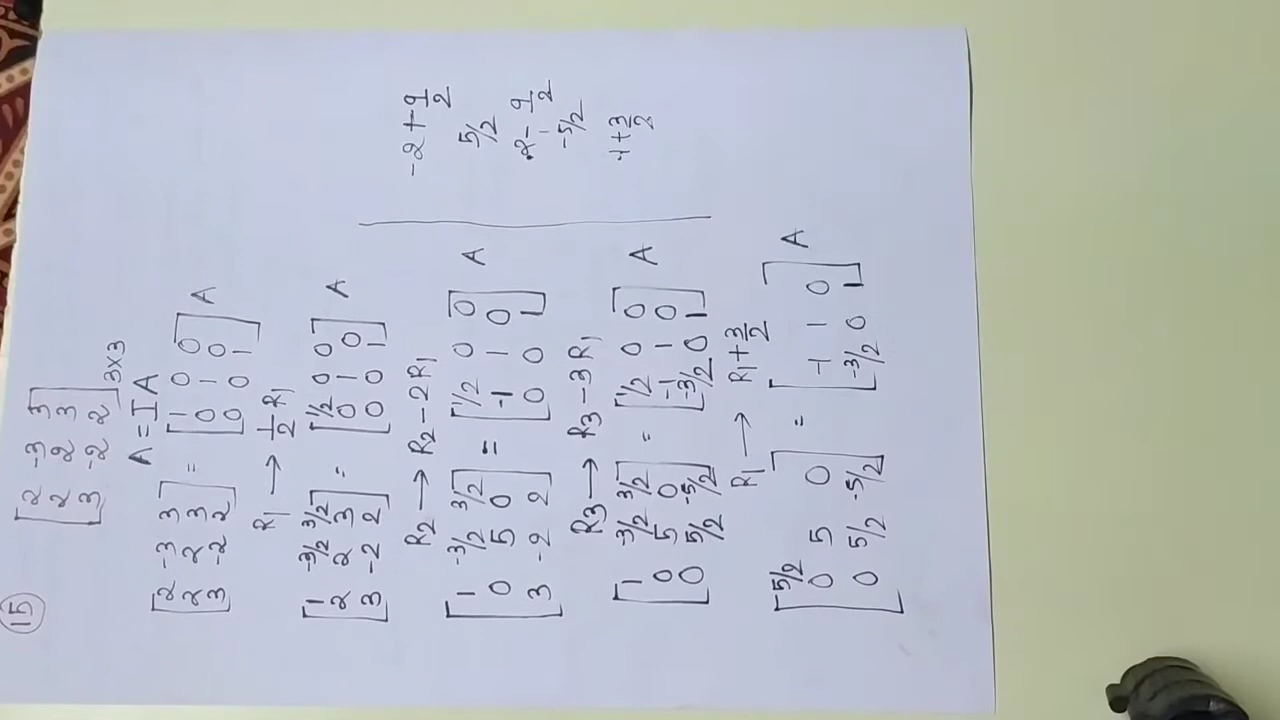 15
[2 -3 3
2 2 3
3 -2 2] 3×3
A = IA
[2 -3 3
2 2 3
3 -2 2] = [1 0 0
0 1 0
0 0 1] A
R1 → 1/2 R1
[1 -3/2 3/2
2 2 3
3 -2 2] = [1/2 0 0
0 1 0
0 0 1] A
R2 → R2 - 2R1
[1 -3/2 3/2
0 5 0
3 -2 2] = [1/2 0 0
-1 1 0
0 0 1] A
R3 → R3 - 3R1
[1 -3/2 3/2
0 5 0
0 5/2 -5/2] = [1/2 0 0
-1 1 0
-3/2 0 1] A
R1 → R1 + 3/2
[5/2
0 5 0
0 5/2 -5/2] = [
-1 1 0
-3/2 0 1] A
-2 + 9/2
5/2
2 - 9/2
-5/2
1 + 3/2